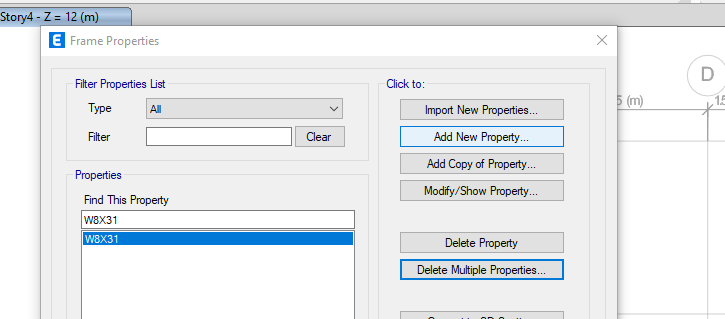 Story4 - Z = 12 (m)
E Frame Properties
Filter Properties List
Type
All
Filter
Clear
Properties
Find This Property
W8X31
W8X31
Click to:
Import New Properties...
Add New Property...
Add Copy of Property...
Modify/Show Property...
Delete Property
Delete Multiple Properties...
D
5 (m)